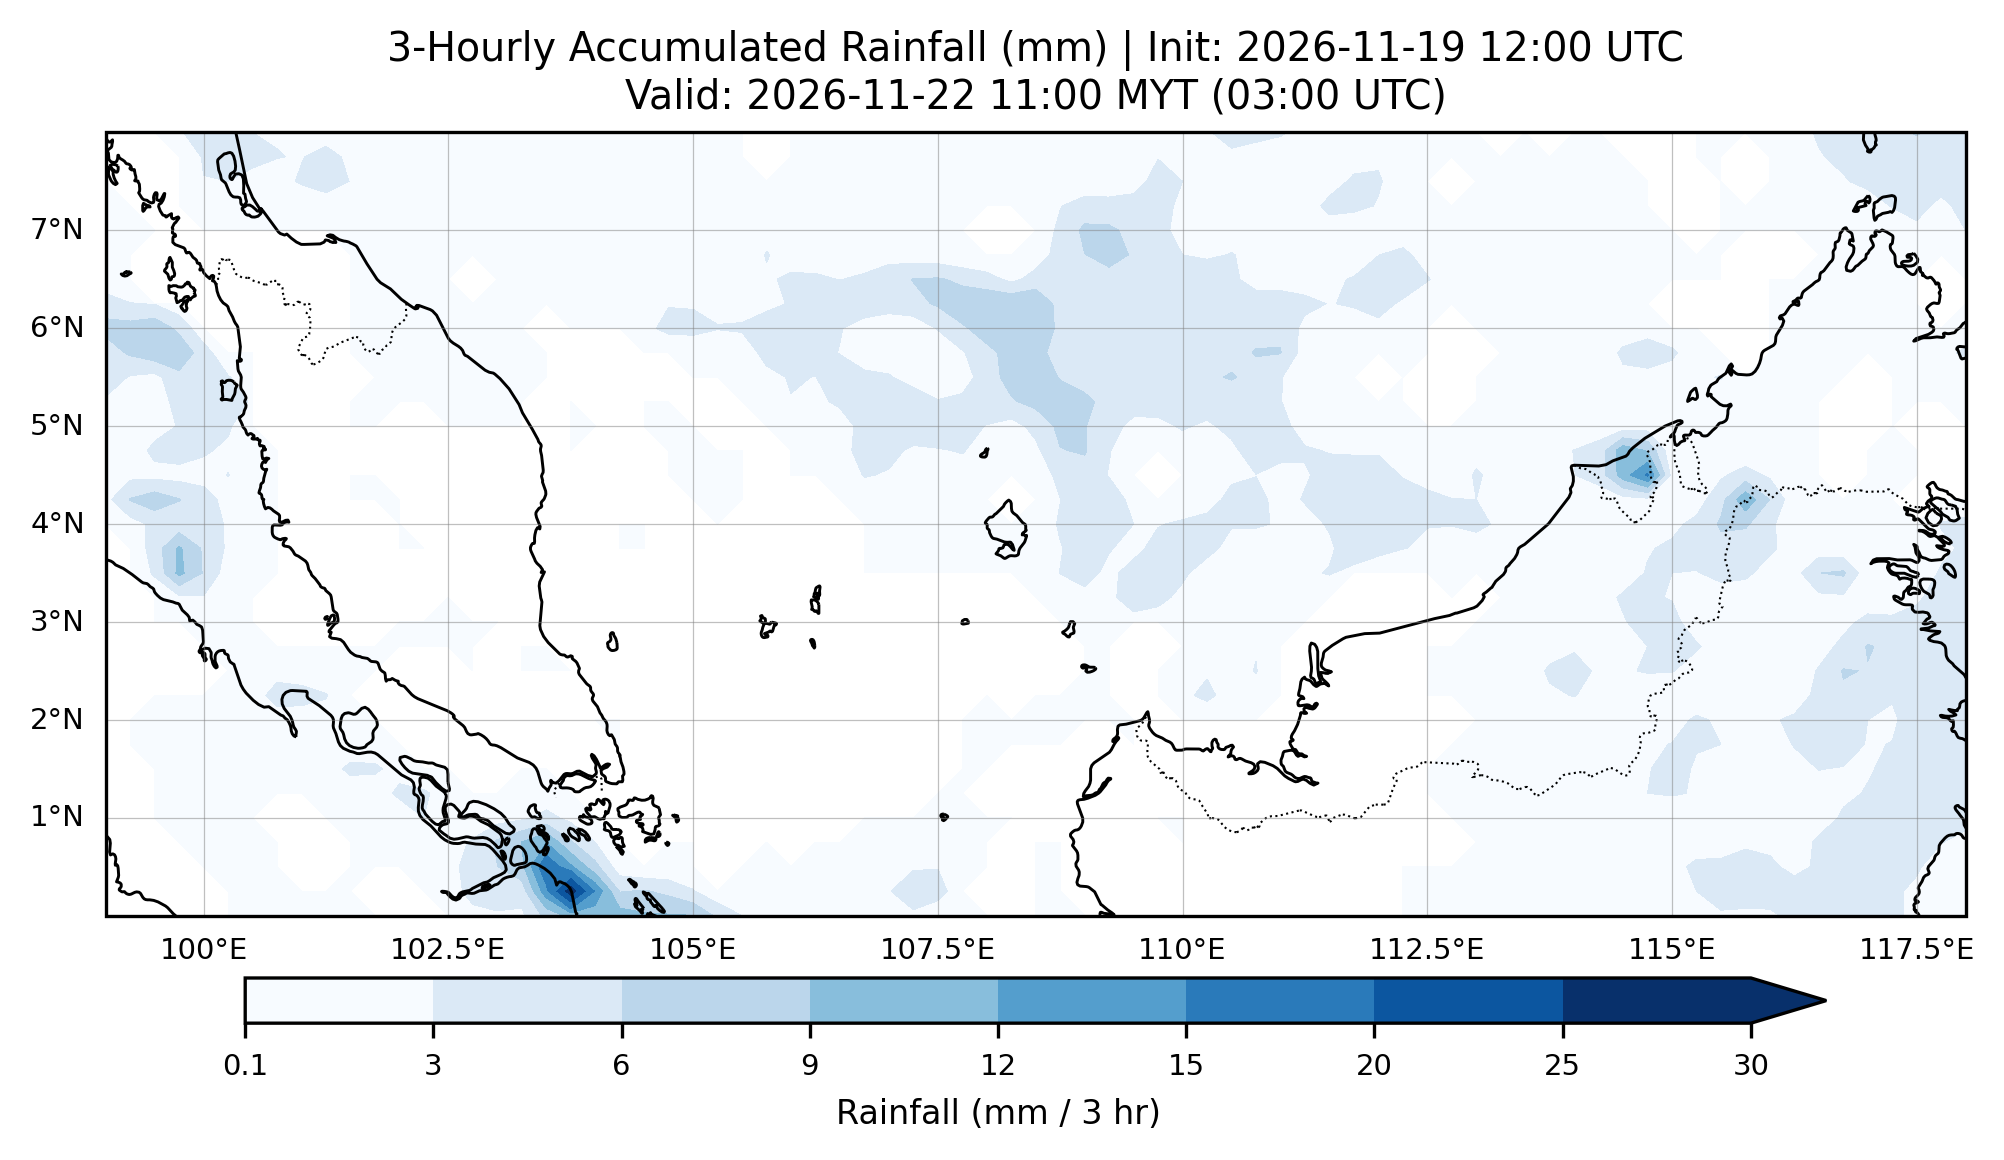 3-Hourly Accumulated Rainfall (mm) | Init: 2026-11-19 12:00 UTC
Valid: 2026-11-22 11:00 MYT (03:00 UTC)
7°N
6°N
5°N
4°N
3°N
2°N
1°N
100°E 102.5°E 105°E 107.5°E 110°E 112.5°E 115°E 117.5°E
0.1 3 6 9 12 15 20 25 30
Rainfall (mm / 3 hr)